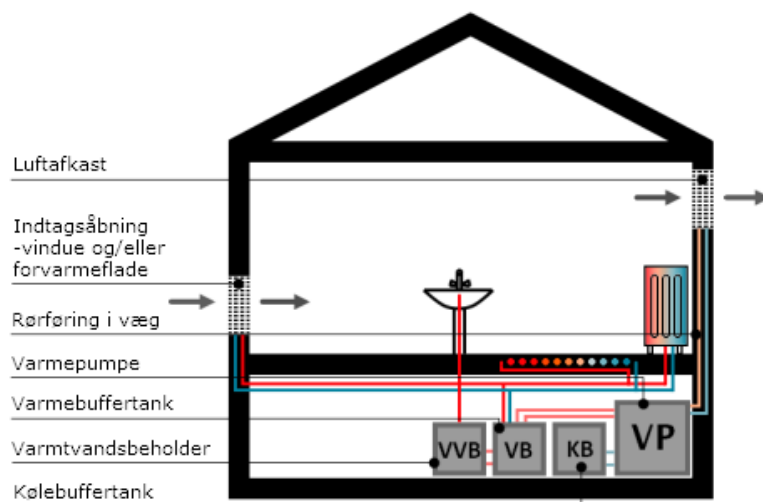 Luftafkast
Indtagsåbning
-vindue og/eller
forvarmeflade
Rørføring i væg
Varmepumpe
Varmebuffertank
Varmtvandsbeholder
Kølebuffertank
VVB
VB
KB
VP